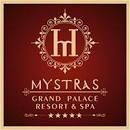 M
MYSTRAS
GRAND PALACE
RESORT & SPA
★★★★★